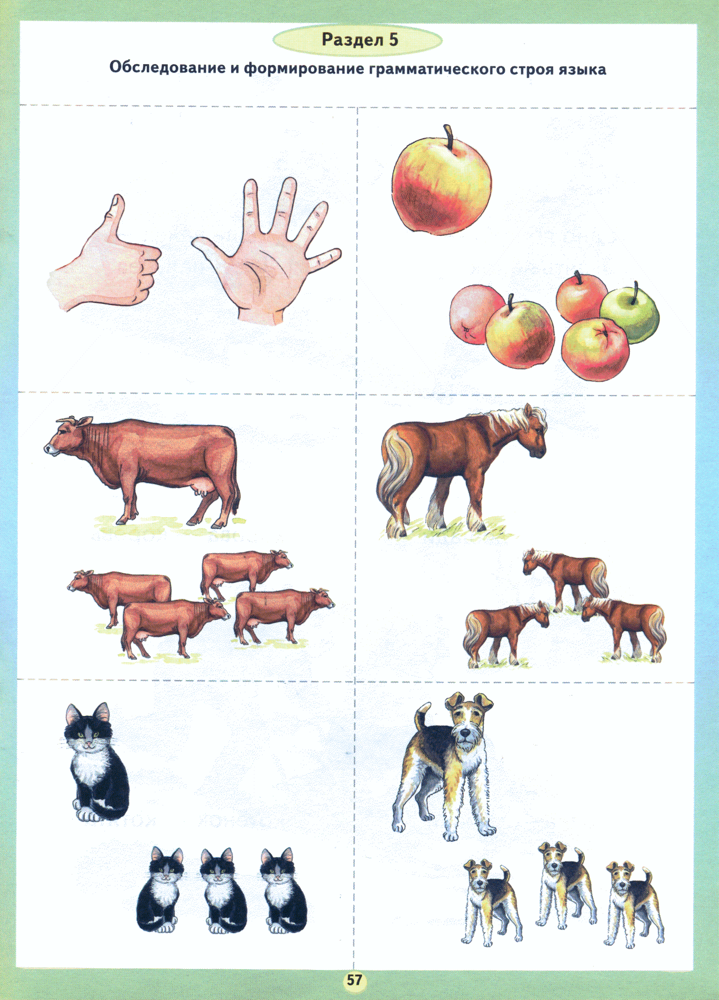 Раздел 5
Обследование и формирование грамматического строя языка
57